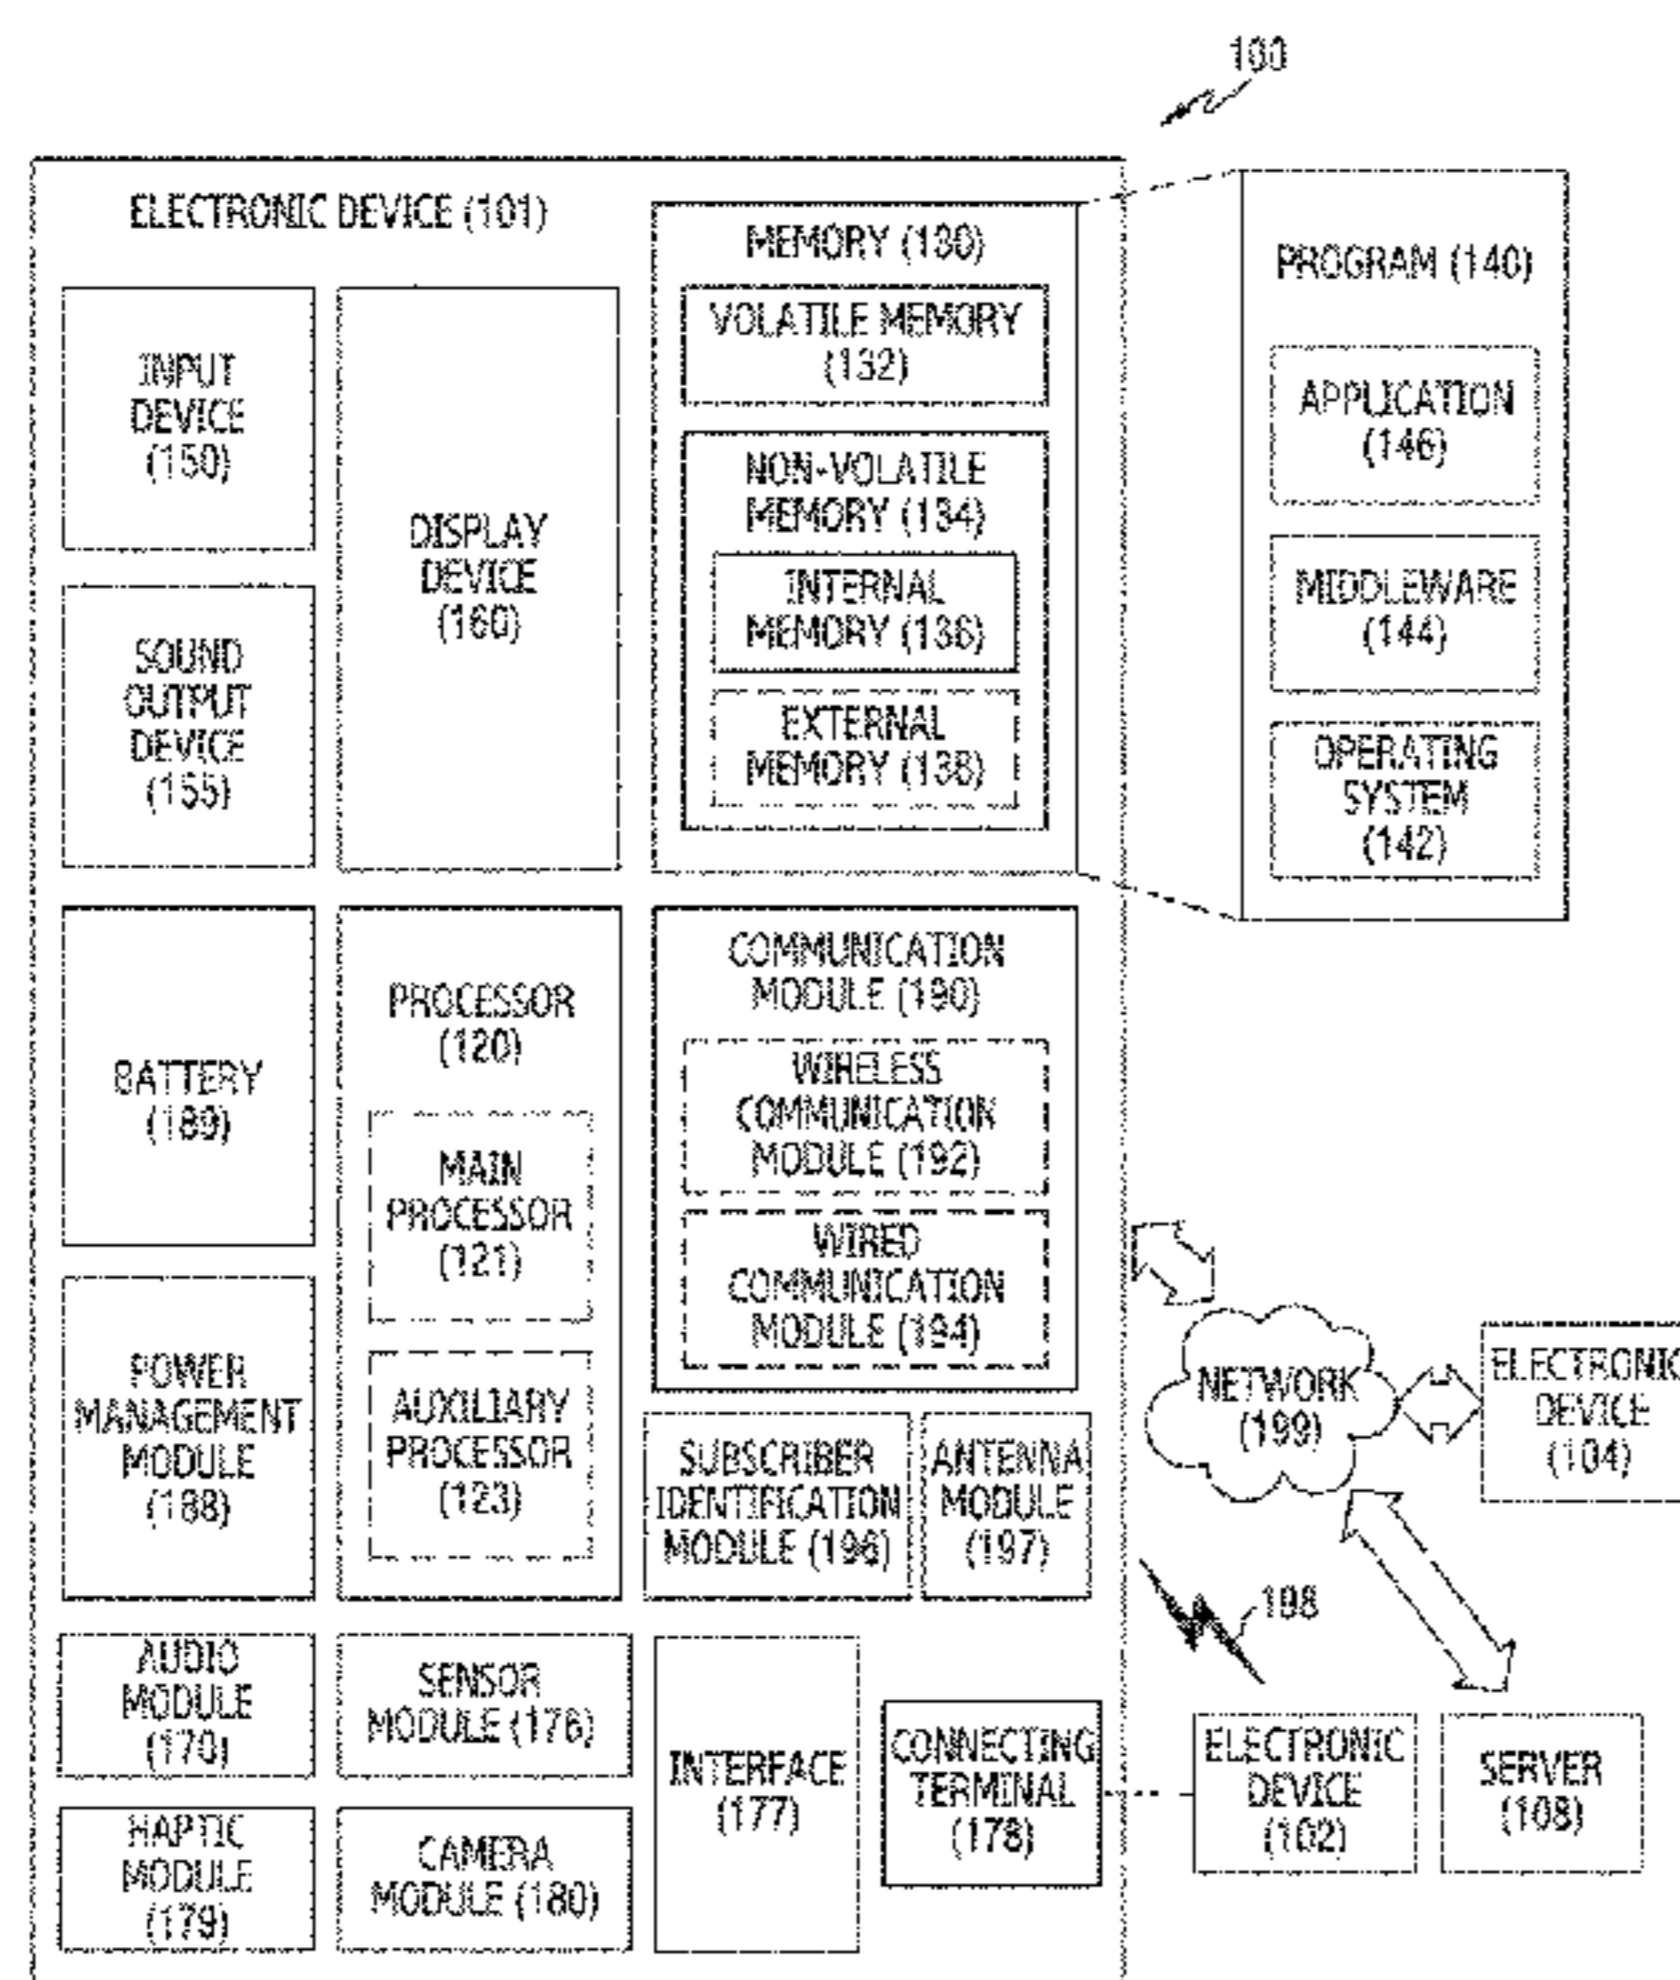 100
ELECTRONIC DEVICE (101)
INPUT
DEVICE
(150)
SOUND
OUTPUT
DEVICE
(155)
DISPLAY
DEVICE
(160)
MEMORY (130)
VOLATILE MEMORY
(132)
NON-VOLATILE
MEMORY (134)
INTERNAL
MEMORY (136)
EXTERNAL
MEMORY (138)
PROGRAM (140)
APPLICATION
(146)
MIDDLEWARE
(144)
OPERATING
SYSTEM
(142)
BATTERY
(189)
POWER
MANAGEMENT
MODULE
(188)
PROCESSOR
(120)
MAIN
PROCESSOR
(121)
AUXILIARY
PROCESSOR
(123)
COMMUNICATION
MODULE (190)
WIRELESS
COMMUNICATION
MODULE (192)
WIRED
COMMUNICATION
MODULE (194)
SUBSCRIBER
IDENTIFICATION
MODULE (196)
ANTENNA
MODULE
(197)
NETWORK
(199)
ELECTRONIC
DEVICE
(104)
198
AUDIO
MODULE
(170)
SENSOR
MODULE (176)
HAPTIC
MODULE
(179)
CAMERA
MODULE (180)
INTERFACE
(177)
CONNECTING
TERMINAL
(178)
ELECTRONIC
DEVICE
(102)
SERVER
(108)